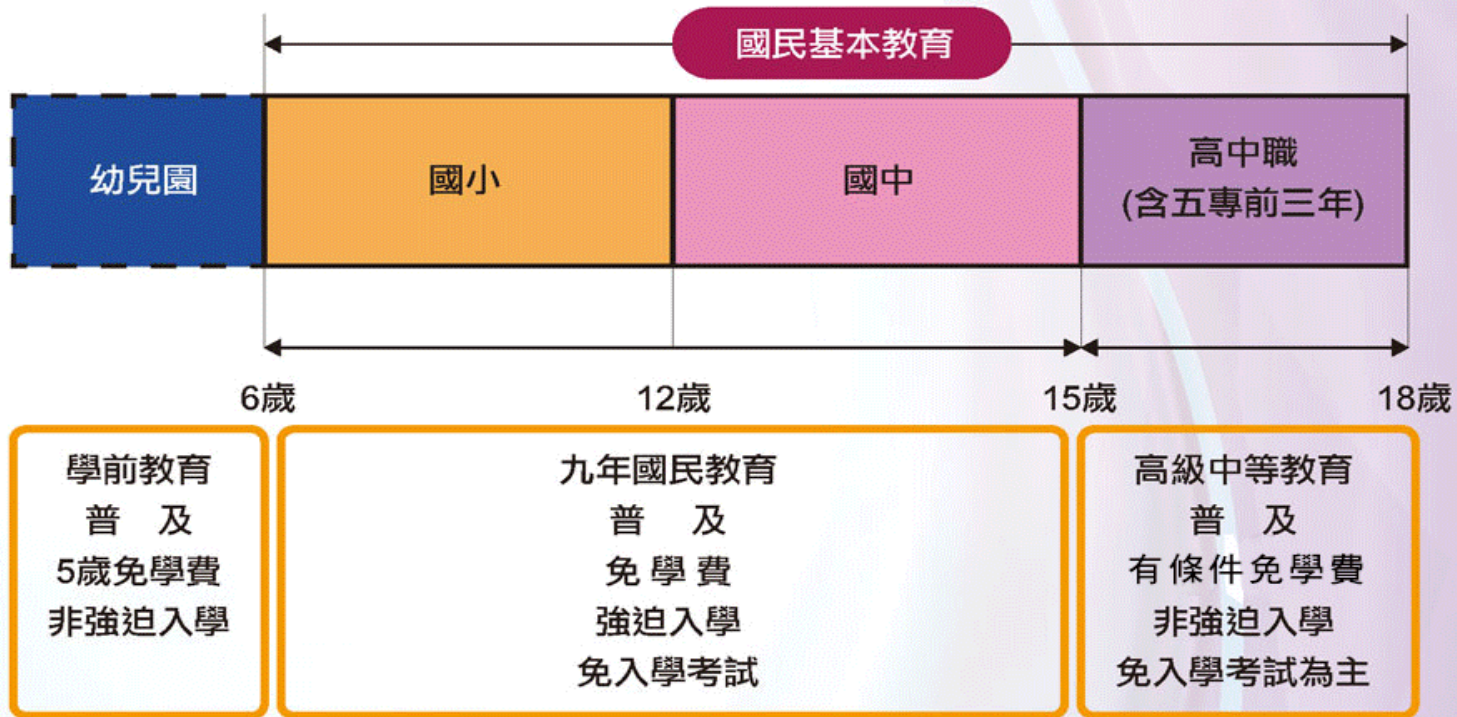 國民基本教育
幼兒園
國小
國中
高中職
(含五專前三年)
6歲
12歲
15歲
18歲
學前教育
普 及
5歲免學費
非強迫入學
九年國民教育
普 及
免學費
強迫入學
免入學考試
高級中等教育
普 及
有條件免學費
非強迫入學
免入學考試為主